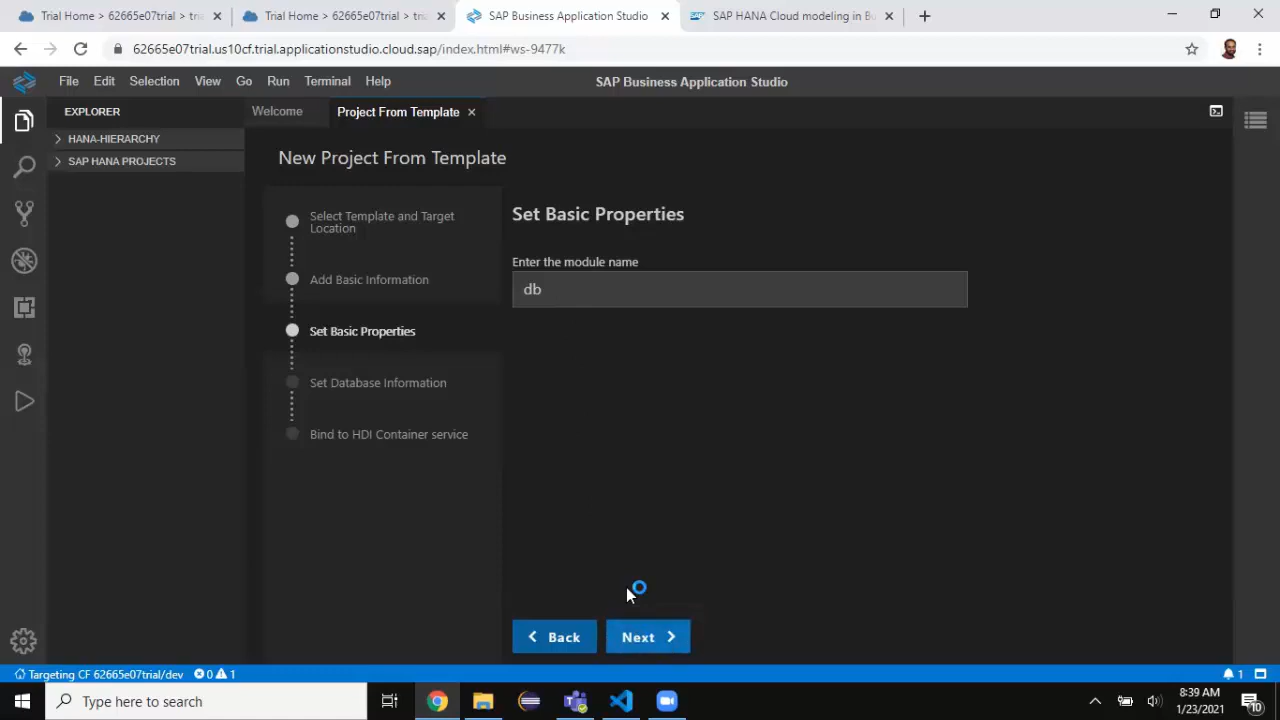 Trial Home > 62665e07trial > tria
Trial Home > 62665e07trial > tria
SAP Business Application Studio
SAP HANA Cloud modeling in Bu
62665e07trial.us10cf.trial.applicationstudio.cloud.sap/index.html#ws-9477k
File Edit Selection View Go Run Terminal Help
SAP Business Application Studio
EXPLORER
HANA-HIERARCHY
SAP HANA PROJECTS
Welcome
Project From Template
New Project From Template
Select Template and Target
Location
Add Basic Information
Set Basic Properties
Set Database Information
Bind to HDI Container service
Set Basic Properties
Enter the module name
db
Back
Next
Targeting CF 62665e07trial/dev 0 1
1
Type here to search
8:39 AM
1/23/2021
10